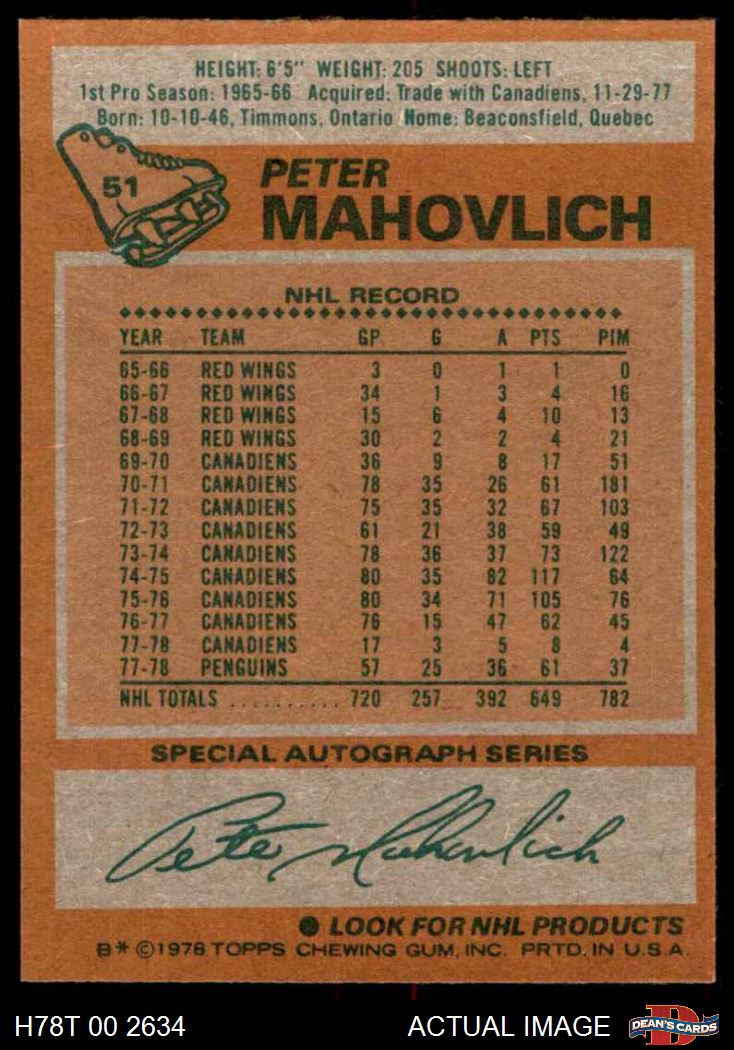 HEIGHT: 6'5" WEIGHT: 205 SHOOTS: LEFT
1st Pro Season: 1965-66 Acquired: Trade with Canadiens, 11-29-77
Born: 10-10-46, Timmons, Ontario Home: Beaconsfield, Quebec
51
PETER
MAHOVLICH
NHL RECORD
YEAR TEAM GP G A PTS PIM
65-66 RED WINGS 3 0 1 1 0
66-67 RED WINGS 34 1 3 4 16
67-68 RED WINGS 15 6 4 10 13
68-69 RED WINGS 30 2 2 4 21
69-70 CANADIENS 36 9 8 17 51
70-71 CANADIENS 78 35 26 61 181
71-72 CANADIENS 75 35 32 67 103
72-73 CANADIENS 61 21 38 59 49
73-74 CANADIENS 78 36 37 73 122
74-75 CANADIENS 80 35 82 117 64
75-76 CANADIENS 80 34 71 105 76
76-77 CANADIENS 76 15 47 62 45
77-78 CANADIENS 17 3 5 8 4
77-78 PENGUINS 57 25 36 61 37
NHL TOTALS .......... 720 257 392 649 782
SPECIAL AUTOGRAPH SERIES
Pete Mahovlich
LOOK FOR NHL PRODUCTS
B* ©1978 TOPPS CHEWING GUM, INC. PRTD. IN U.S.A.
H78T 00 2634 ACTUAL IMAGE D DEAN'S CARDS